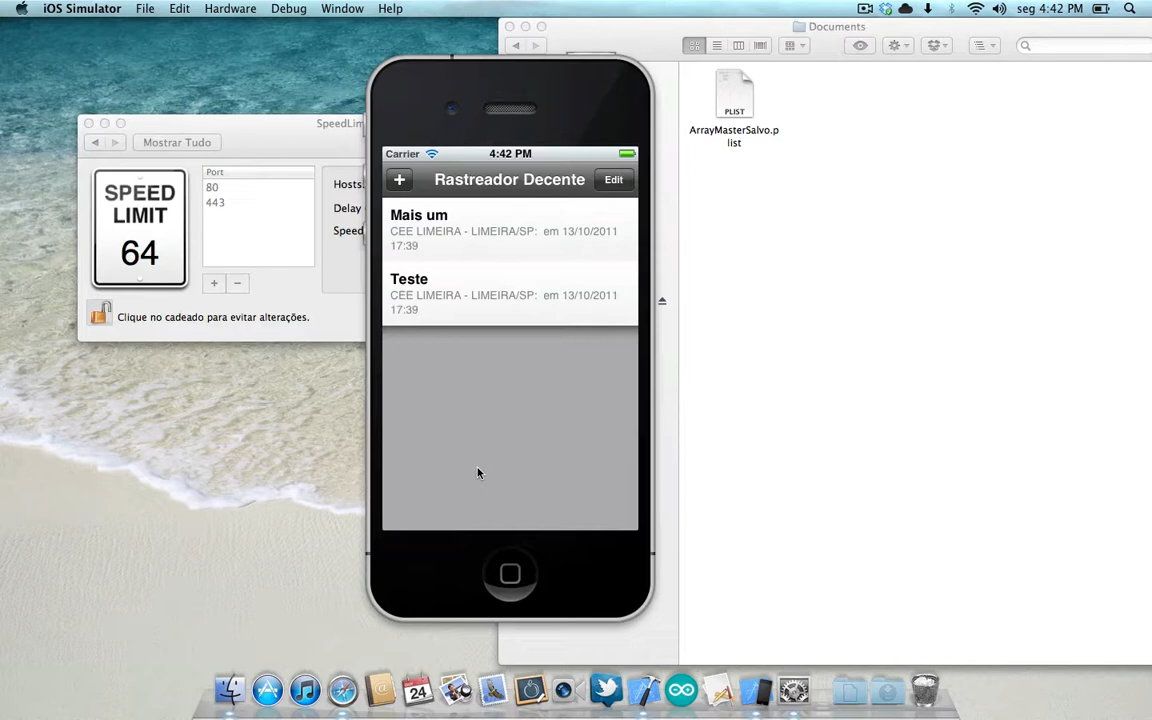 iOS Simulator File Edit Hardware Debug Window Help
seg 4:42 PM
Documents
SpeedLim
Mostrar Tudo
SPEED
LIMIT
64
Port
80
443
Hosts:
Delay
Speed
+ −
Clique no cadeado para evitar alterações.
Carrier 4:42 PM
+ Rastreador Decente Edit
Mais um
CEE LIMEIRA - LIMEIRA/SP: em 13/10/2011
17:39
Teste
CEE LIMEIRA - LIMEIRA/SP: em 13/10/2011
17:39
PLIST
ArrayMasterSalvo.p
list
24